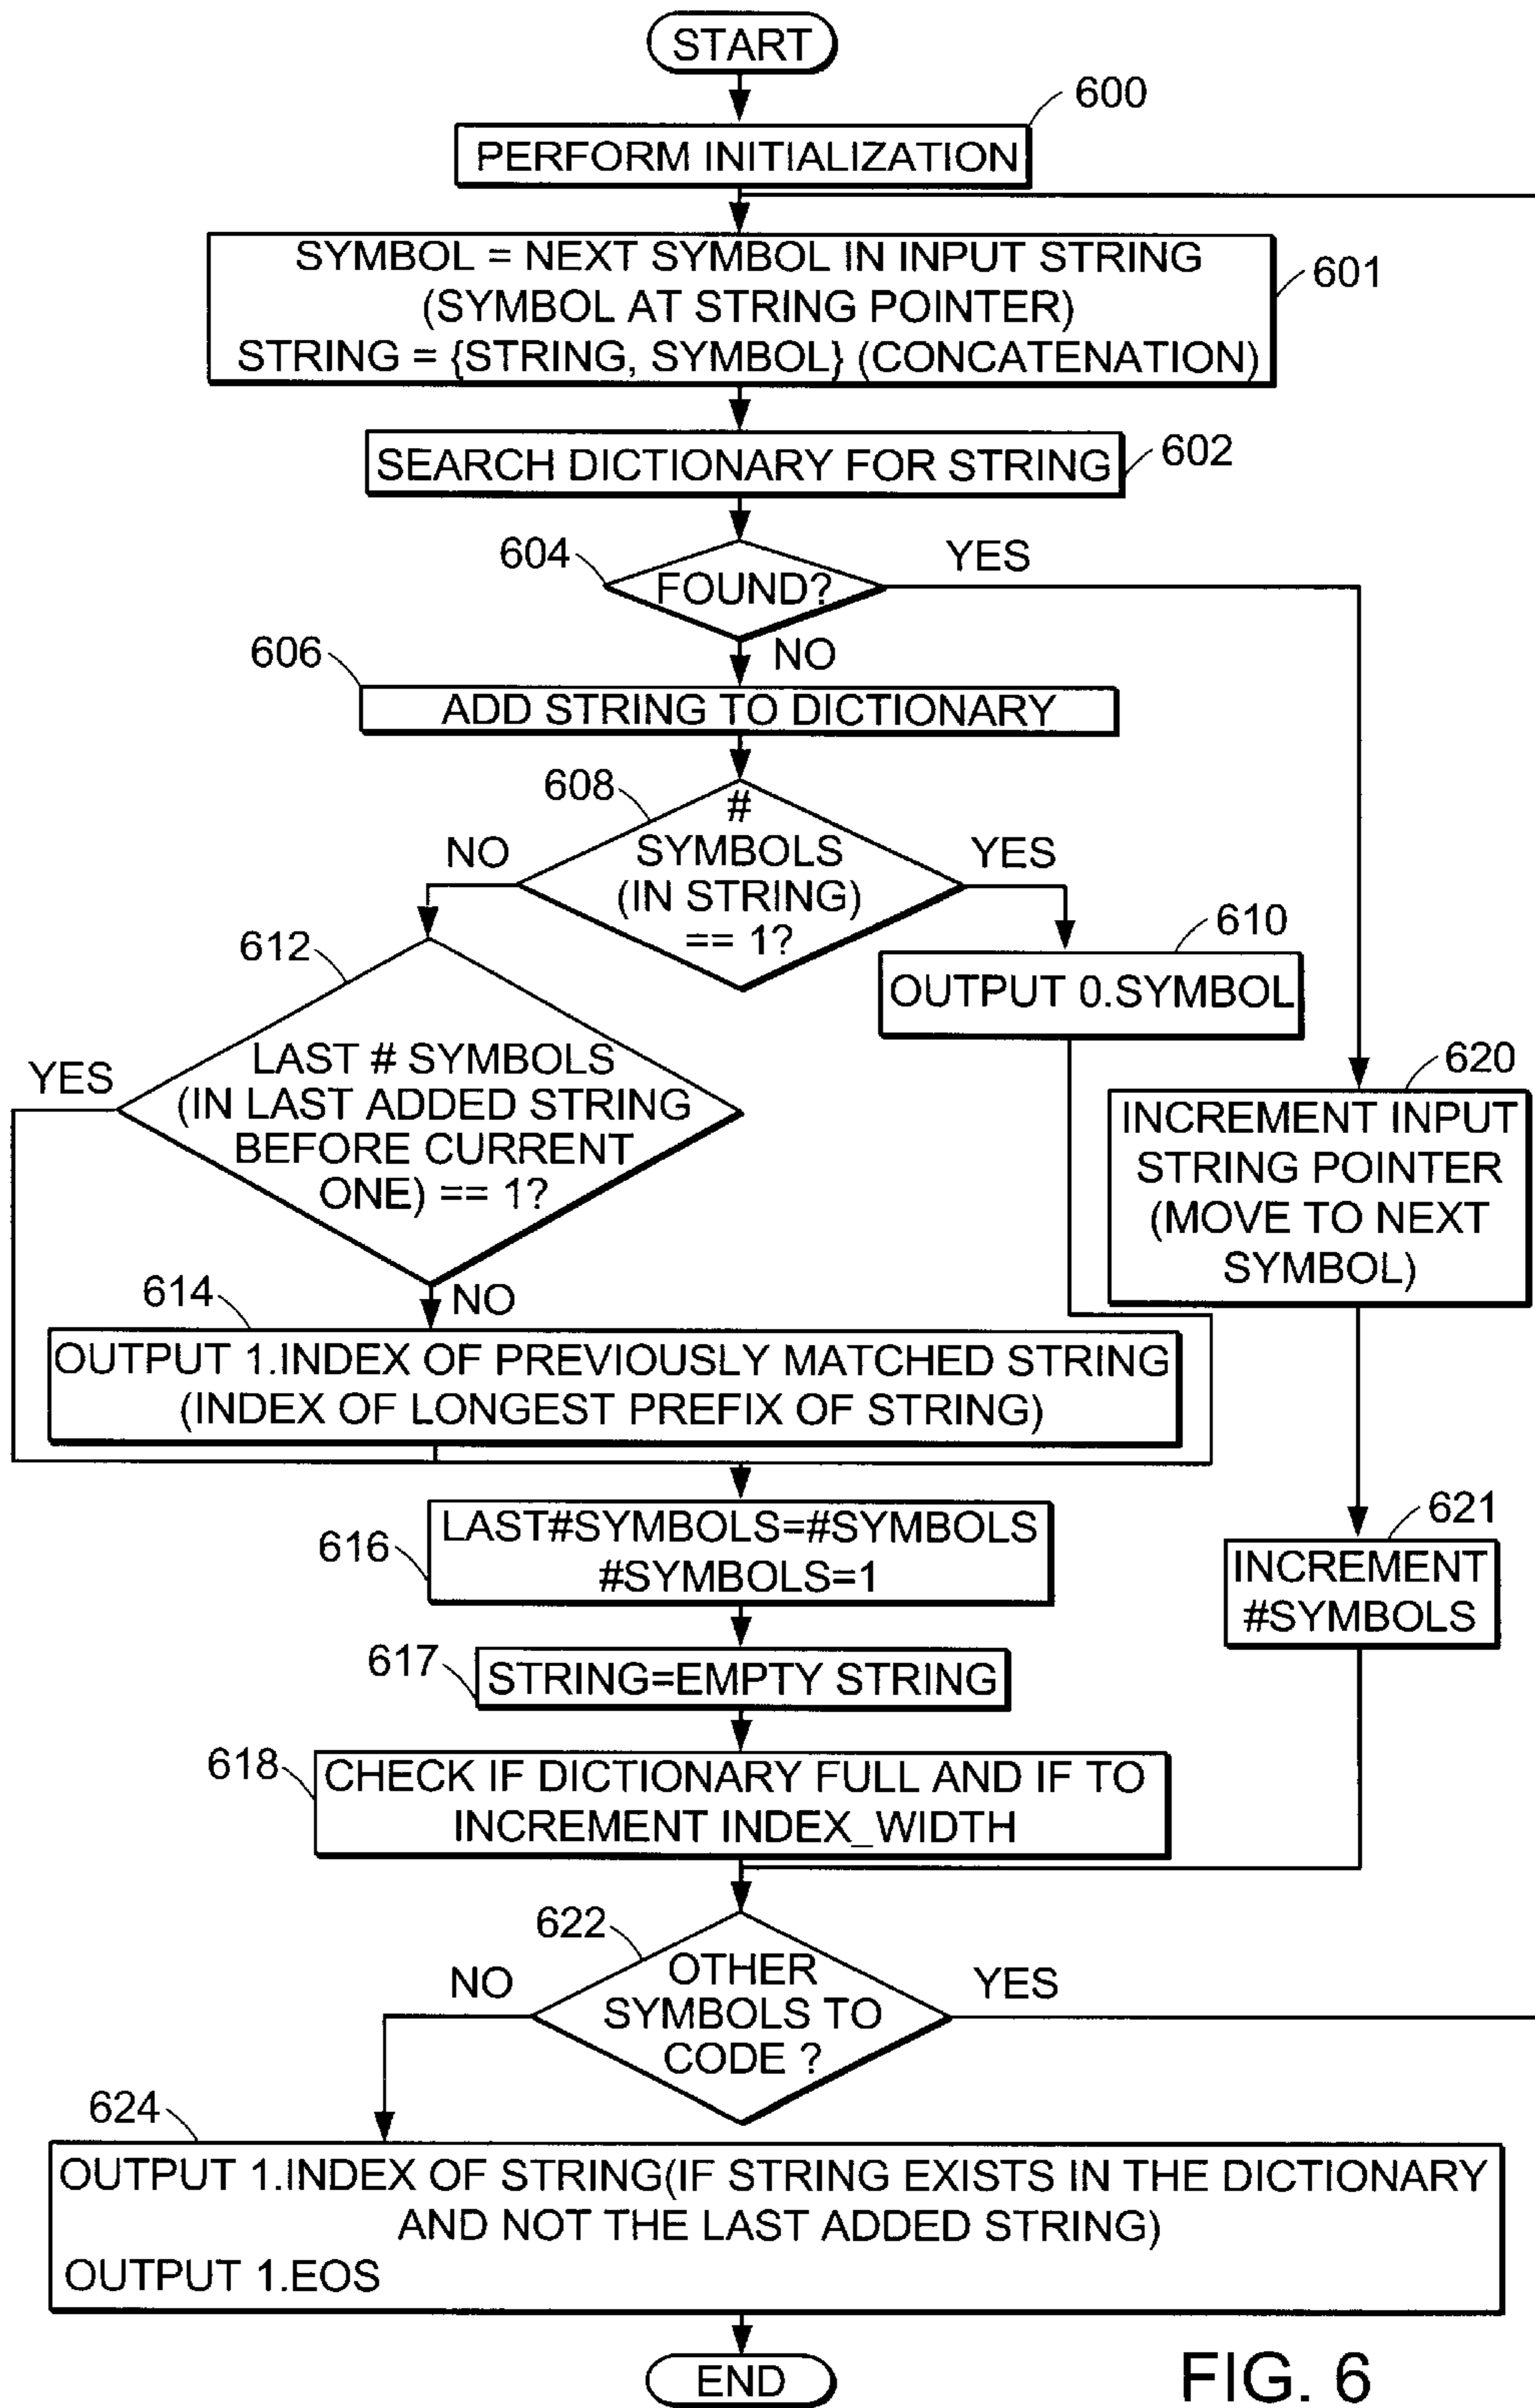 START
600
PERFORM INITIALIZATION
SYMBOL = NEXT SYMBOL IN INPUT STRING
(SYMBOL AT STRING POINTER)
STRING = {STRING, SYMBOL} (CONCATENATION)
601
SEARCH DICTIONARY FOR STRING
602
604
FOUND?
YES
NO
606
ADD STRING TO DICTIONARY
608
#
SYMBOLS
(IN STRING)
== 1?
NO
YES
610
OUTPUT 0.SYMBOL
612
LAST # SYMBOLS
(IN LAST ADDED STRING
BEFORE CURRENT
ONE) == 1?
YES
NO
620
INCREMENT INPUT
STRING POINTER
(MOVE TO NEXT
SYMBOL)
614
OUTPUT 1.INDEX OF PREVIOUSLY MATCHED STRING
(INDEX OF LONGEST PREFIX OF STRING)
616
LAST#SYMBOLS=#SYMBOLS
#SYMBOLS=1
621
INCREMENT
#SYMBOLS
617
STRING=EMPTY STRING
618
CHECK IF DICTIONARY FULL AND IF TO
INCREMENT INDEX_WIDTH
622
OTHER
SYMBOLS TO
CODE ?
NO
YES
624
OUTPUT 1.INDEX OF STRING(IF STRING EXISTS IN THE DICTIONARY
AND NOT THE LAST ADDED STRING)
OUTPUT 1.EOS
END
FIG. 6